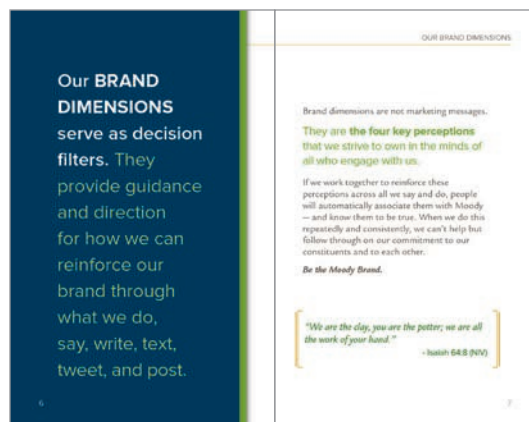 Our BRAND
DIMENSIONS
serve as decision
filters. They
provide guidance
and direction
for how we can
reinforce our
brand through
what we do,
say, write, text,
tweet, and post.
6
OUR BRAND DIMENSIONS
Brand dimensions are not marketing messages.
They are the four key perceptions
that we strive to own in the minds of
all who engage with us.
If we work together to reinforce these
perceptions across all we say and do, people
will automatically associate them with Moody
— and know them to be true. When we do this
repeatedly and consistently, we can't help but
follow through on our commitment to our
constituents and to each other.
Be the Moody Brand.
"We are the clay, you are the potter; we are all
the work of your hand."
- Isaiah 64:8 (NIV)
7